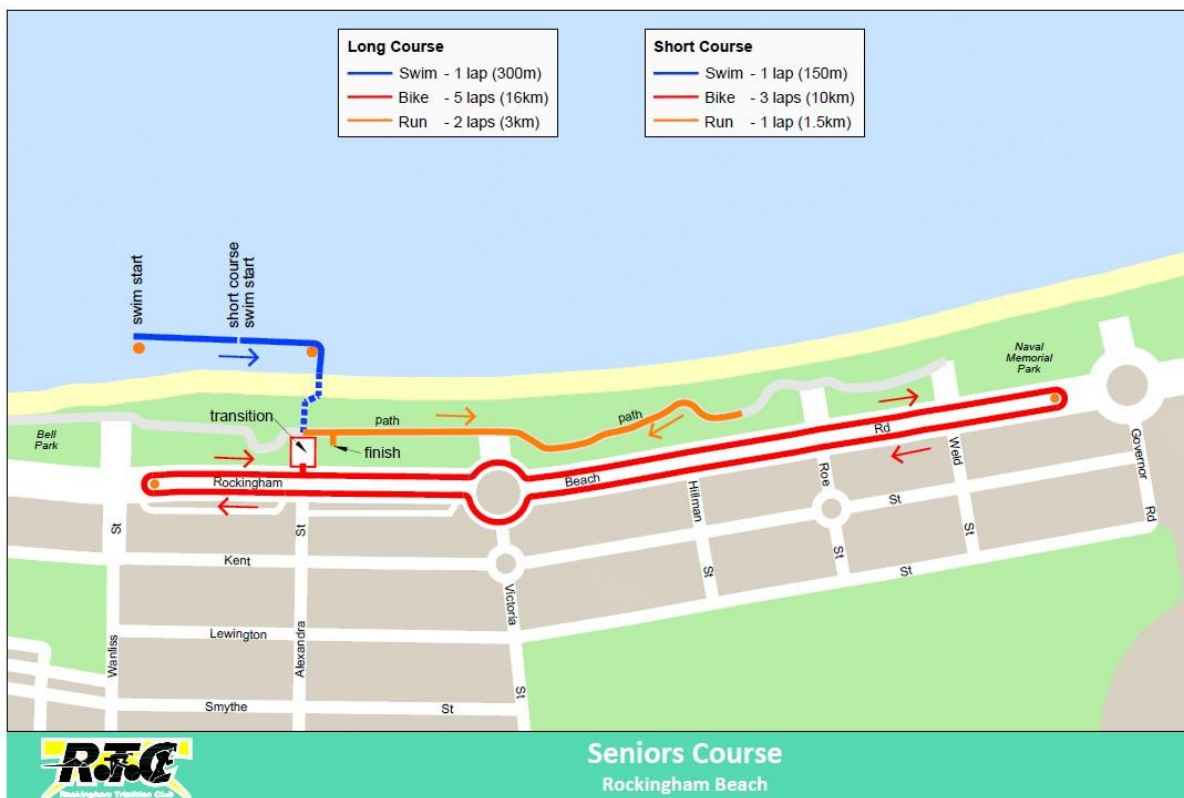 Long Course
Swim - 1 lap (300m)
Bike - 5 laps (16km)
Run - 2 laps (3km)
Short Course
Swim - 1 lap (150m)
Bike - 3 laps (10km)
Run - 1 lap (1.5km)
swim start
short course
swim start
Naval
Memorial
Park
transition
path
path
finish
Bell
Park
Rockingham
Beach
Rd
Hillman
St
Roe
St
Weld
St
Governor
Rd
St
St
Wanliss
St
Alexandra
St
Kent
Victoria
St
Lewington
Smythe
St
R.T.C
Rockingham Triathlon Club
Seniors Course
Rockingham Beach